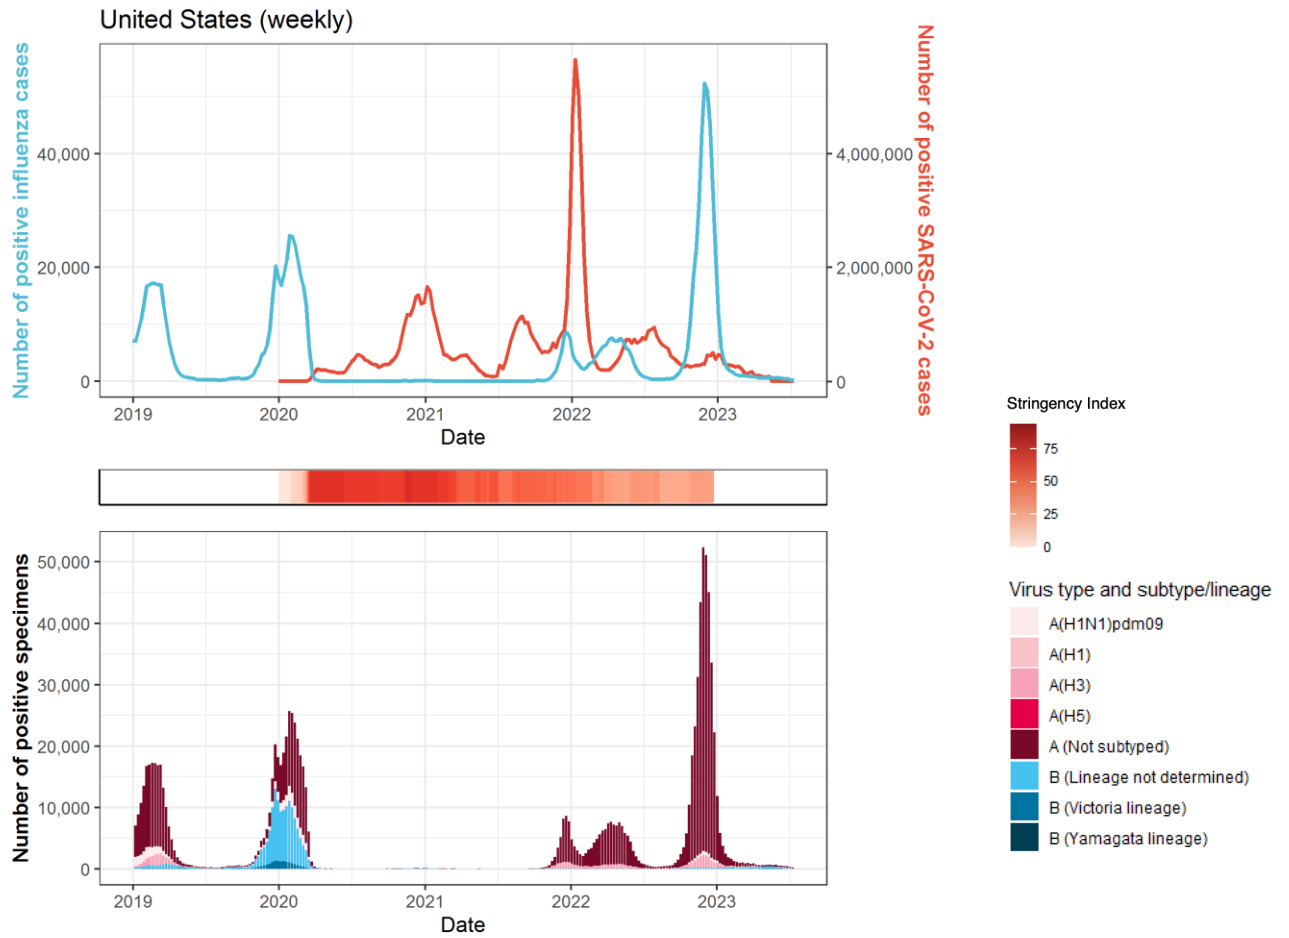 United States (weekly)
Number of positive influenza cases
40,000
20,000
0
4,000,000
2,000,000
0
Number of positive SARS-CoV-2 cases
2019 2020 2021 2022 2023
Date
Stringency Index
75
50
25
0
Number of positive specimens
50,000
40,000
30,000
20,000
10,000
0
2019 2020 2021 2022 2023
Date
Virus type and subtype/lineage
A(H1N1)pdm09
A(H1)
A(H3)
A(H5)
A (Not subtyped)
B (Lineage not determined)
B (Victoria lineage)
B (Yamagata lineage)